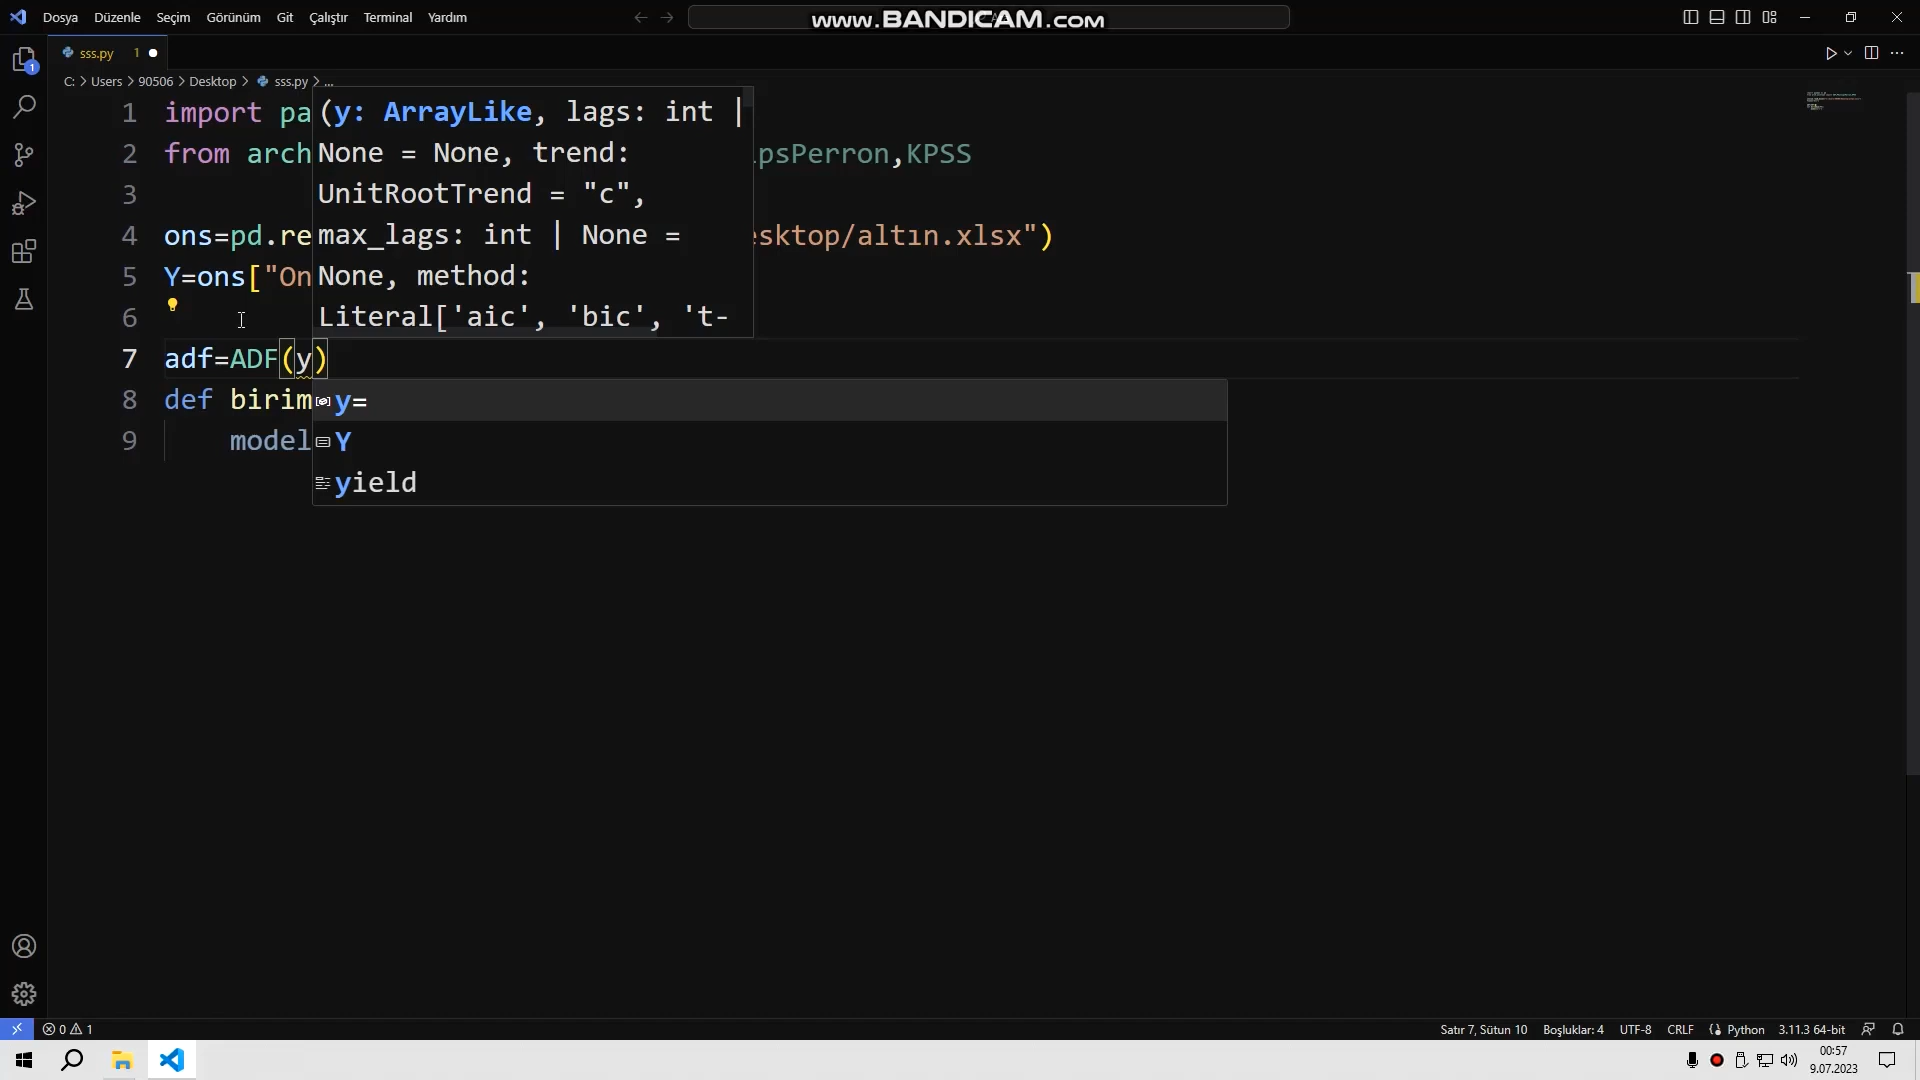 Dosya Düzenle Seçim Görünüm Git Çalıştır Terminal Yardım
www.BANDICAM.com
sss.py 1
C: > Users > 90506 > Desktop > sss.py > ...
1 import pa
2 from arch
psPerron,KPSS
3
4 ons=pd.re
esktop/altın.xlsx")
5 Y=ons["On
6
7 adf=ADF(y)
8 def birim
9 model
(y: ArrayLike, lags: int |
None = None, trend:
UnitRootTrend = "c",
max_lags: int | None =
None, method:
Literal['aic', 'bic', 't-
y=
Y
yield
1
0 1
Satır 7, Sütun 10 Boşluklar: 4 UTF-8 CRLF Python 3.11.3 64-bit
00:57
9.07.2023